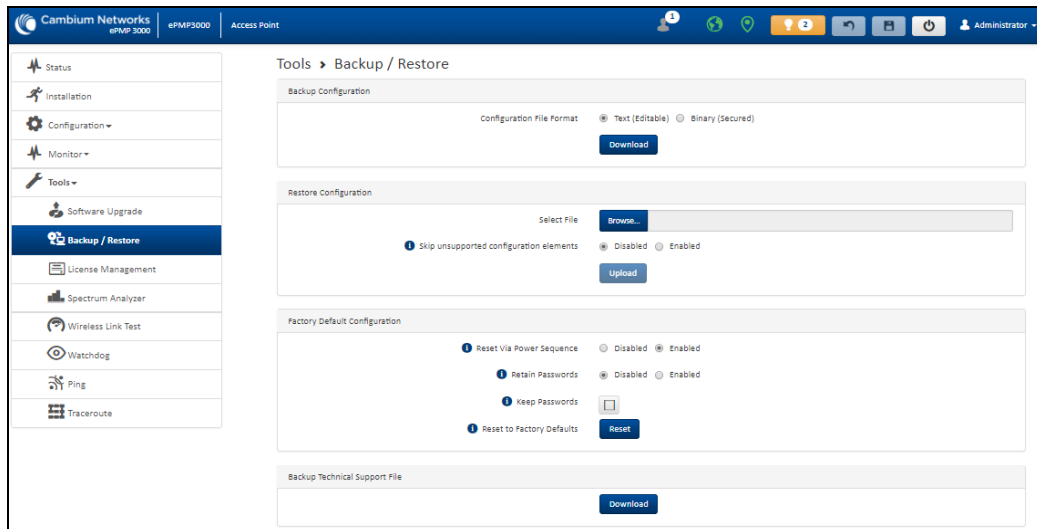 Cambium Networks
ePMP 3000
ePMP3000
Access Point
1
2
Administrator
Status
Installation
Configuration
Monitor
Tools
Software Upgrade
Backup / Restore
License Management
Spectrum Analyzer
Wireless Link Test
Watchdog
Ping
Traceroute
Tools > Backup / Restore
Backup Configuration
Configuration File Format Text (Editable) Binary (Secured)
Download
Restore Configuration
Select File Browse...
Skip unsupported configuration elements Disabled Enabled
Upload
Factory Default Configuration
Reset Via Power Sequence Disabled Enabled
Retain Passwords Disabled Enabled
Keep Passwords
Reset to Factory Defaults Reset
Backup Technical Support File
Download